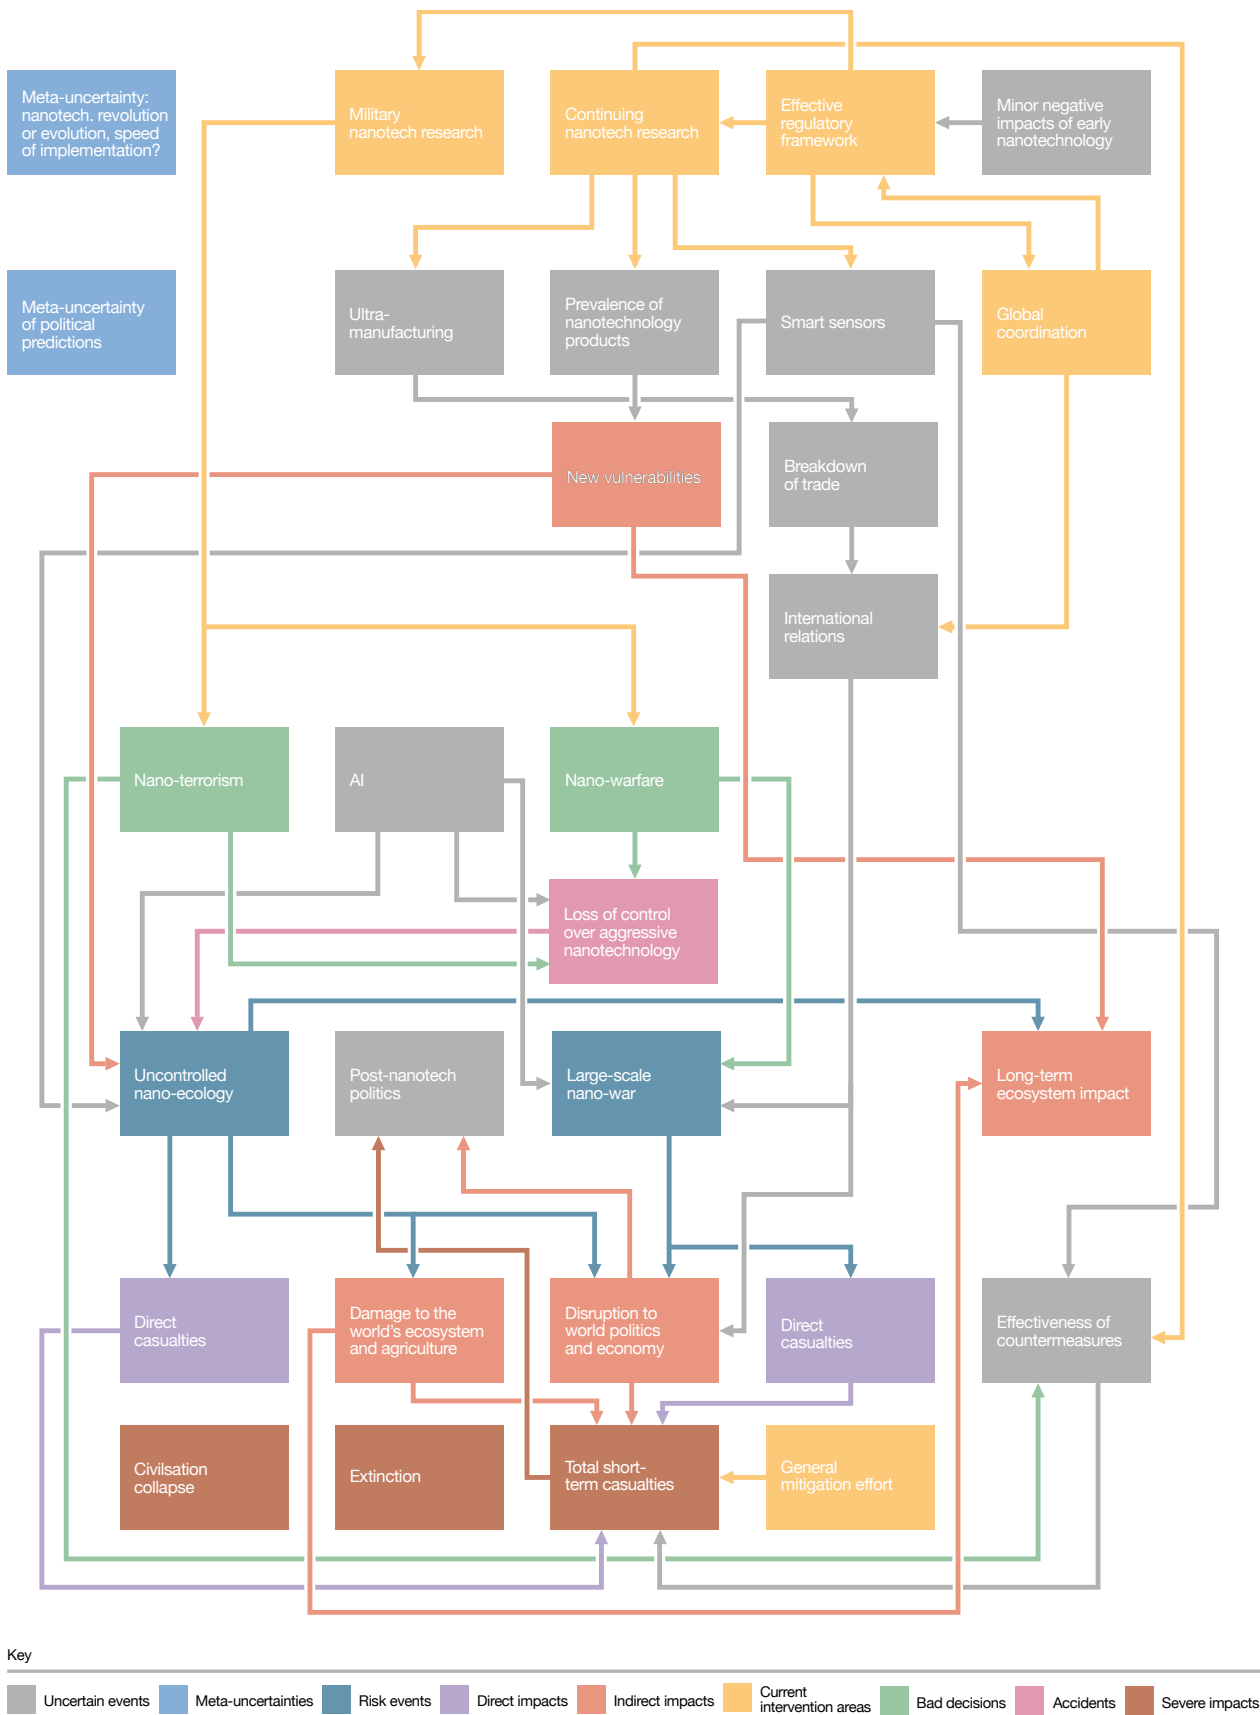 Meta-uncertainty:
nanotech. revolution
or evolution, speed
of implementation?
Military
nanotech research
Continuing
nanotech research
Effective
regulatory
framework
Minor negative
impacts of early
nanotechnology
Meta-uncertainty
of political
predictions
Ultra-
manufacturing
Prevalence of
nanotechnology
products
Smart sensors
Global
coordination
New vulnerabilities
Breakdown
of trade
International
relations
Nano-terrorism
AI
Nano-warfare
Loss of control
over aggressive
nanotechnology
Uncontrolled
nano-ecology
Post-nanotech
politics
Large-scale
nano-war
Long-term
ecosystem impact
Direct
casualties
Damage to the
world's ecosystem
and agriculture
Disruption to
world politics
and economy
Direct
casualties
Effectiveness of
countermeasures
Civilsation
collapse
Extinction
Total short-
term casualties
General
mitigation effort
Key
Uncertain events
Meta-uncertainties
Risk events
Direct impacts
Indirect impacts
Current
intervention areas
Bad decisions
Accidents
Severe impacts